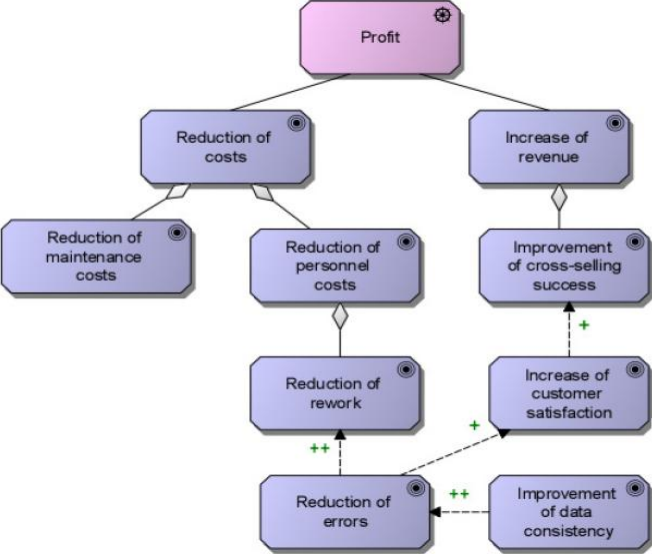 Profit
Reduction of
costs
Increase of
revenue
Reduction of
maintenance
costs
Reduction of
personnel
costs
Improvement
of cross-selling
success
+
Reduction of
rework
Increase of
customer
satisfaction
++
+
Reduction of
errors
++
Improvement
of data
consistency